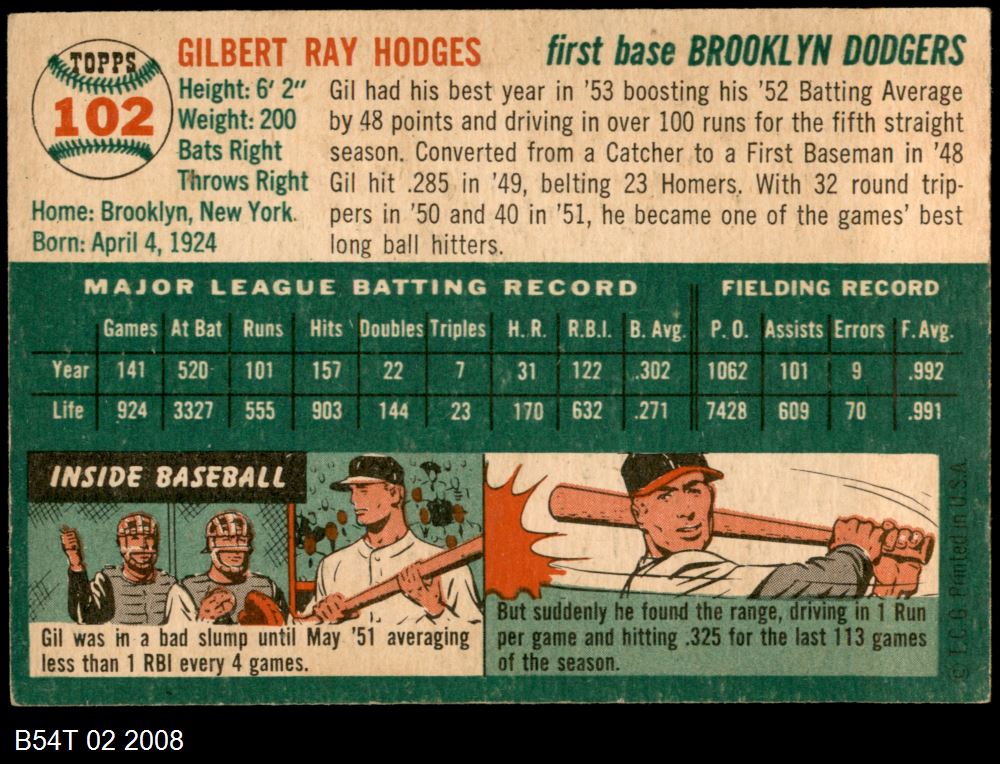 TOPPS
102
GILBERT RAY HODGES
first base BROOKLYN DODGERS
Height: 6' 2"
Weight: 200
Bats Right
Throws Right
Home: Brooklyn, New York
Born: April 4, 1924
Gil had his best year in '53 boosting his '52 Batting Average
by 48 points and driving in over 100 runs for the fifth straight
season. Converted from a Catcher to a First Baseman in '48
Gil hit .285 in '49, belting 23 Homers. With 32 round trip-
pers in '50 and 40 in '51, he became one of the games' best
long ball hitters.
MAJOR LEAGUE BATTING RECORD FIELDING RECORD
Games At Bat Runs Hits Doubles Triples H.R. R.B.I. B. Avg. P. O. Assists Errors F. Avg.
Year 141 520 101 157 22 7 31 122 .302 1062 101 9 .992
Life 924 3327 555 903 144 23 170 632 .271 7428 609 70 .991
INSIDE BASEBALL
Gil was in a bad slump until May '51 averaging
less than 1 RBI every 4 games.
But suddenly he found the range, driving in 1 Run
per game and hitting .325 for the last 113 games
of the season.
© T.C.G. Printed in U.S.A.
B54T 02 2008